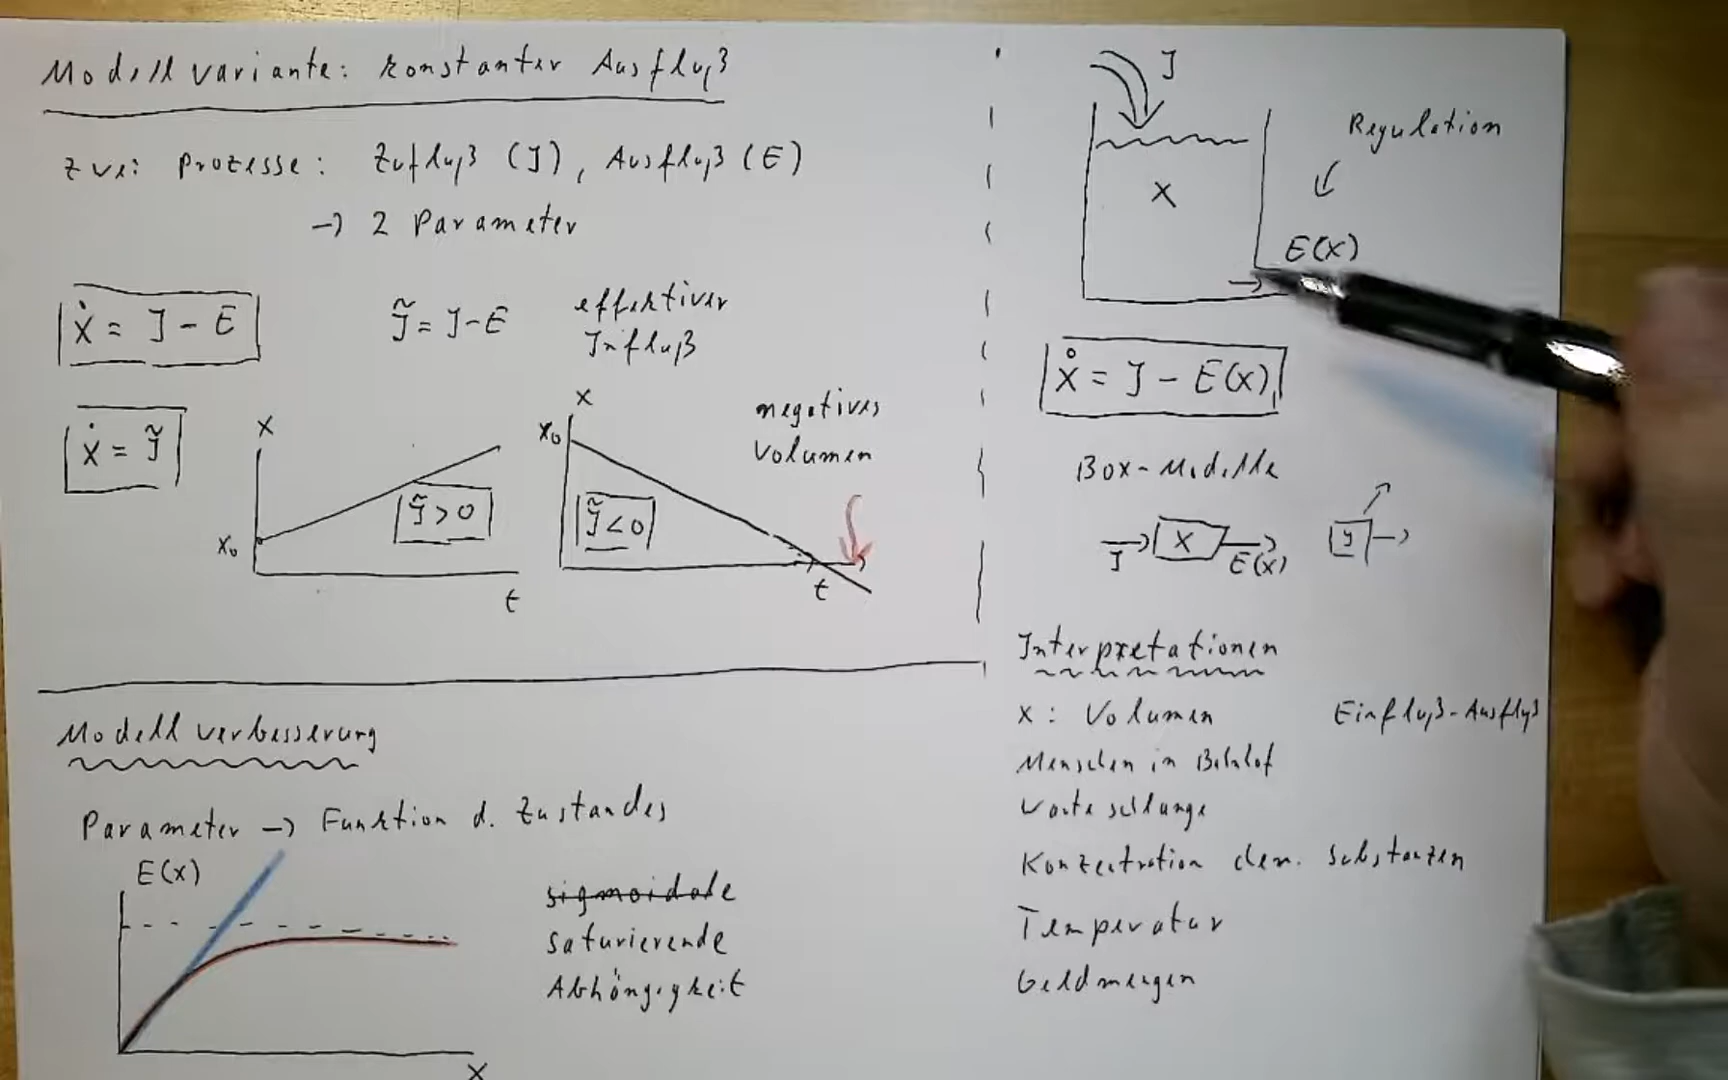 Modellvariante: konstanter Ausfluß
Zwei Prozesse: Zufluß (J), Ausfluß (E)
→ 2 Parameter
ẋ = J - E
J̃ = J - E
effektiver
Influß
ẋ = J̃
x
x₀
J̃ > 0
t
x
x₀
J̃ < 0
t
negatives
Volumen
Modellverbesserung
Parameter → Funktion d. Zustandes
E(x)
x
sigmoidale
saturierende
Abhängigkeit
J
x
Regulation
E(x)
ẋ = J - E(x)
Box-Modelle
J
x
E(x)
y
Interpretationen
x: Volumen Einfluß-Ausfluß
Menschen in Bahnhof
Warteschlange
Konzentration chem. Substanzen
Temperatur
Geldmengen